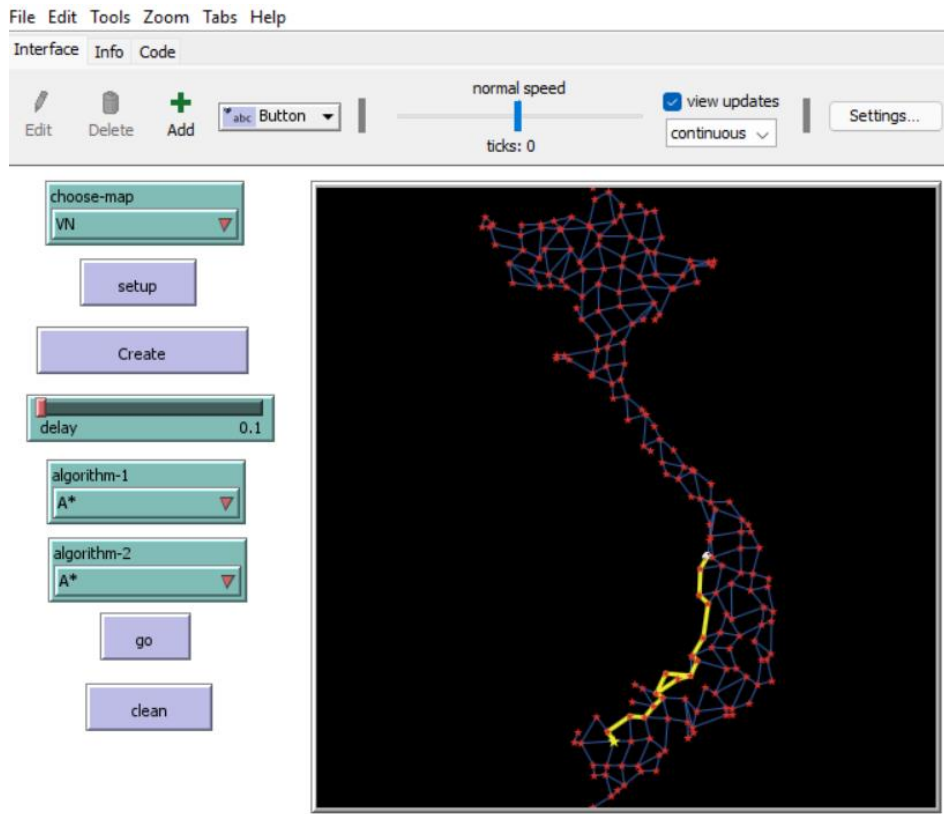 File Edit Tools Zoom Tabs Help
Interface Info Code
Edit Delete Add abc Button normal speed ticks: 0 view updates continuous Settings...
choose-map
VN
setup
Create
delay 0.1
algorithm-1
A*
algorithm-2
A*
go
clean